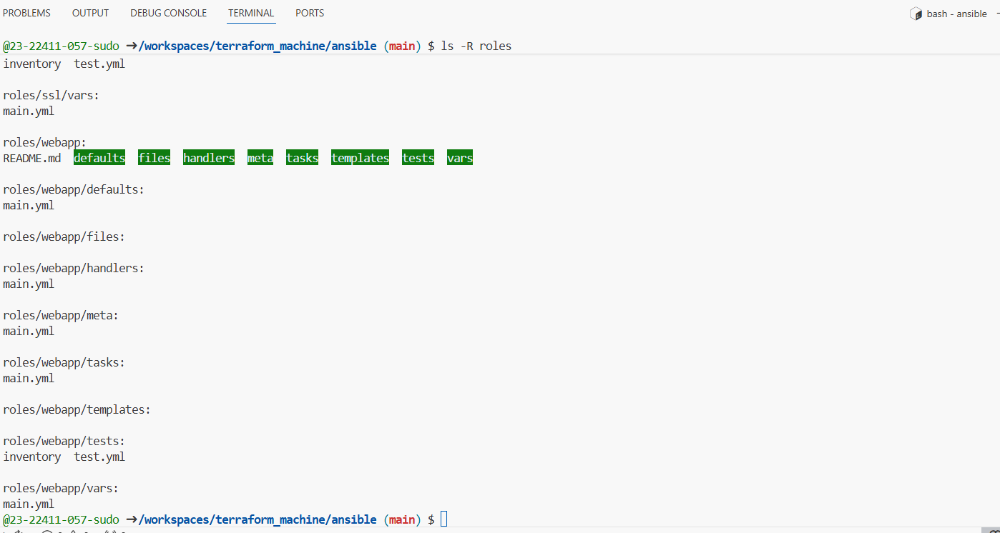 PROBLEMS OUTPUT DEBUG CONSOLE TERMINAL PORTS bash - ansible
@23-22411-057-sudo ➜/workspaces/terraform_machine/ansible (main) $ ls -R roles
inventory  test.yml
roles/ssl/vars:
main.yml
roles/webapp:
README.md  defaults  files  handlers  meta  tasks  templates  tests  vars
roles/webapp/defaults:
main.yml
roles/webapp/files:
roles/webapp/handlers:
main.yml
roles/webapp/meta:
main.yml
roles/webapp/tasks:
main.yml
roles/webapp/templates:
roles/webapp/tests:
inventory  test.yml
roles/webapp/vars:
main.yml
@23-22411-057-sudo ➜/workspaces/terraform_machine/ansible (main) $